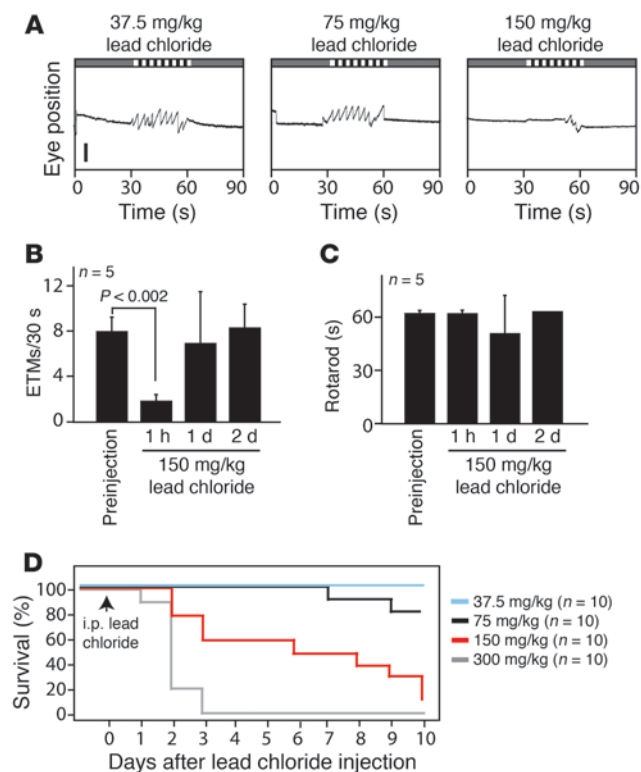 A
37.5 mg/kg lead chloride
75 mg/kg lead chloride
150 mg/kg lead chloride
Eye position
0 30 60 90
0 30 60 90
0 30 60 90
Time (s)
Time (s)
Time (s)
B
n = 5
P < 0.002
ETMs/30 s
12
8
4
0
Preinjection
1 h 1 d 2 d
150 mg/kg
lead chloride
C
n = 5
Rotarod (s)
60
30
0
Preinjection
1 h 1 d 2 d
150 mg/kg
lead chloride
D
Survival (%)
100
80
60
40
20
0
i.p. lead
chloride
0 1 2 3 4 5 6 7 8 9 10
Days after lead chloride injection
37.5 mg/kg (n = 10)
75 mg/kg (n = 10)
150 mg/kg (n = 10)
300 mg/kg (n = 10)